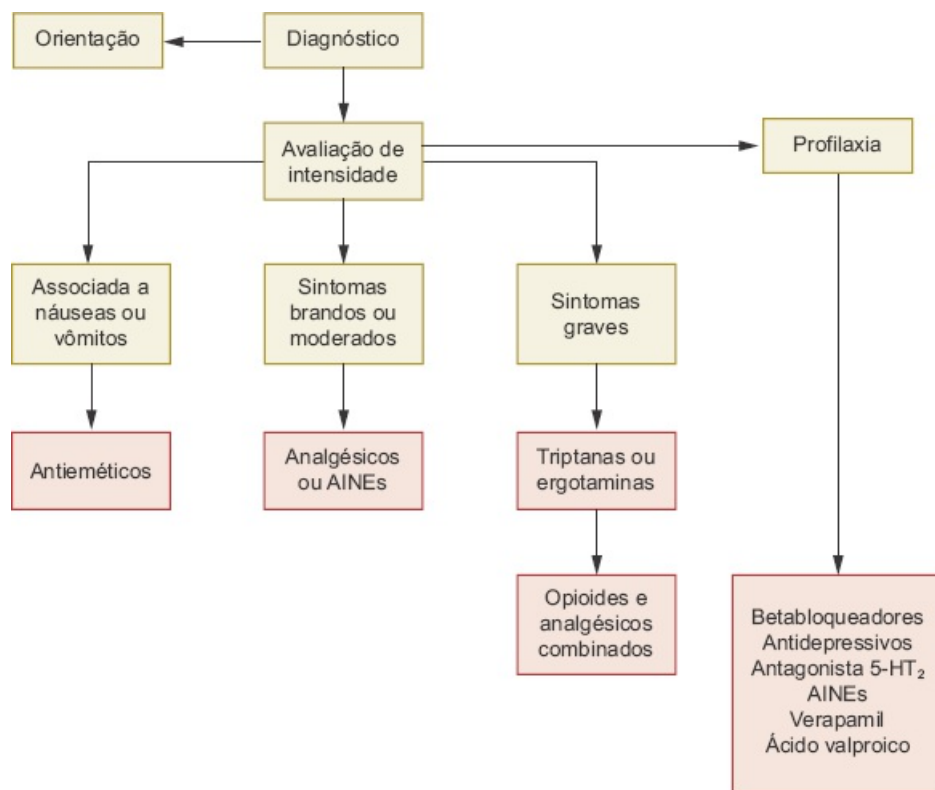 Orientação
Diagnóstico
Avaliação de
intensidade
Profilaxia
Associada a
náuseas ou
vômitos
Sintomas
brandos ou
moderados
Sintomas
graves
Antieméticos
Analgésicos
ou AINEs
Triptanas ou
ergotaminas
Opioides e
analgésicos
combinados
Betabloqueadores
Antidepressivos
Antagonista 5-HT₂
AINEs
Verapamil
Ácido valproico